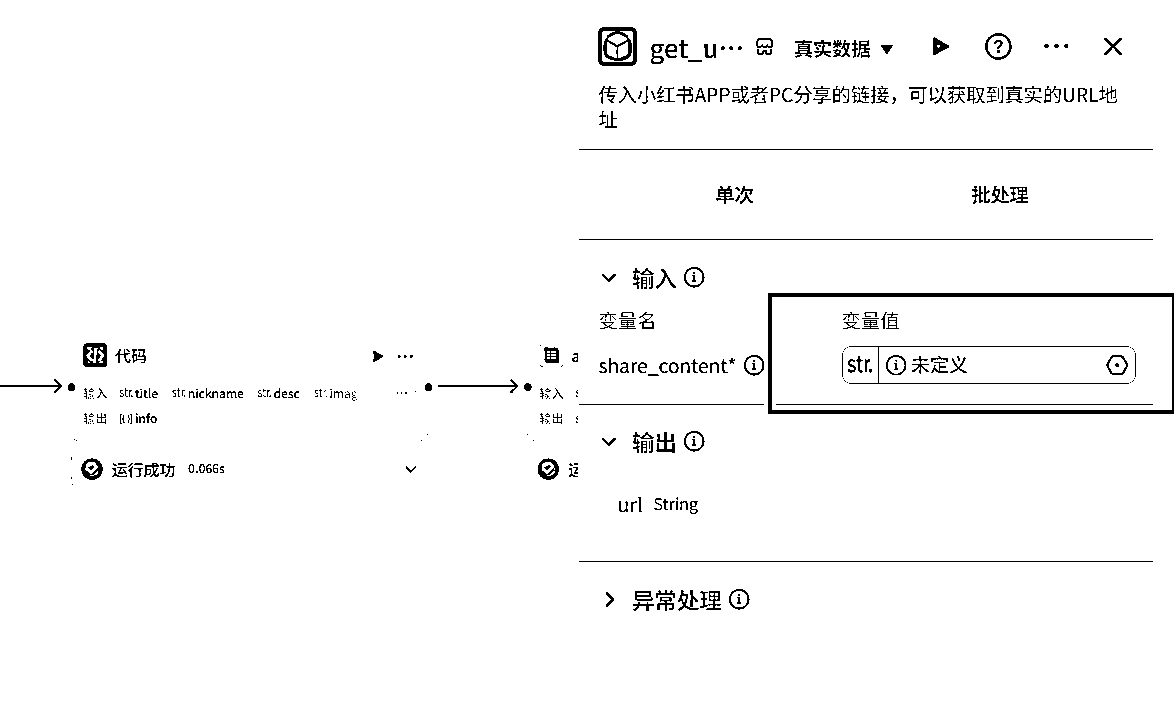 get_u···
真实数据
传入小红书APP或者PC分享的链接，可以获取到真实的URL地
址
单次
批处理
输入
变量名
变量值
share_content*
str.
未定义
输出
url String
异常处理
代码
输入 str.title str.nickname str.desc str.imag ···
输出 [{}] info
运行成功 0.066s
a
输入 s
输出 s